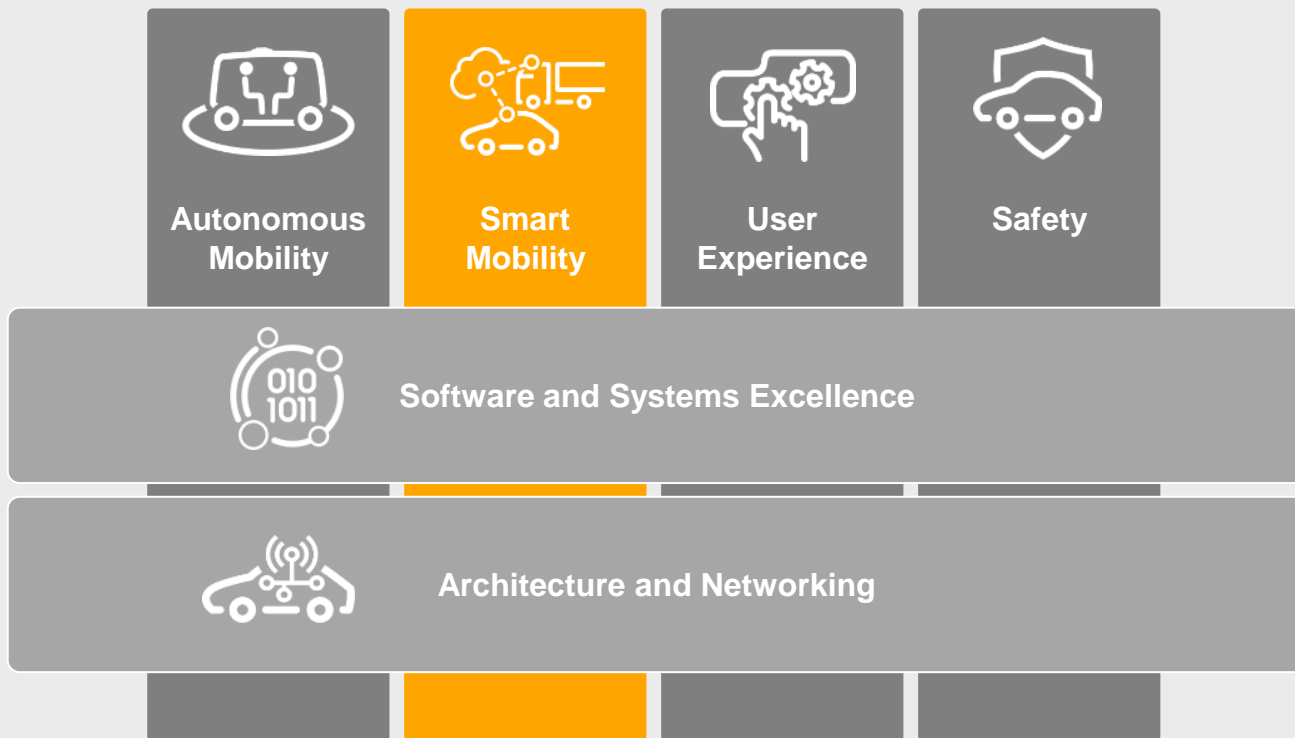 Autonomous
Mobility
Smart
Mobility
User
Experience
Safety
010
1011
Software and Systems Excellence
Architecture and Networking